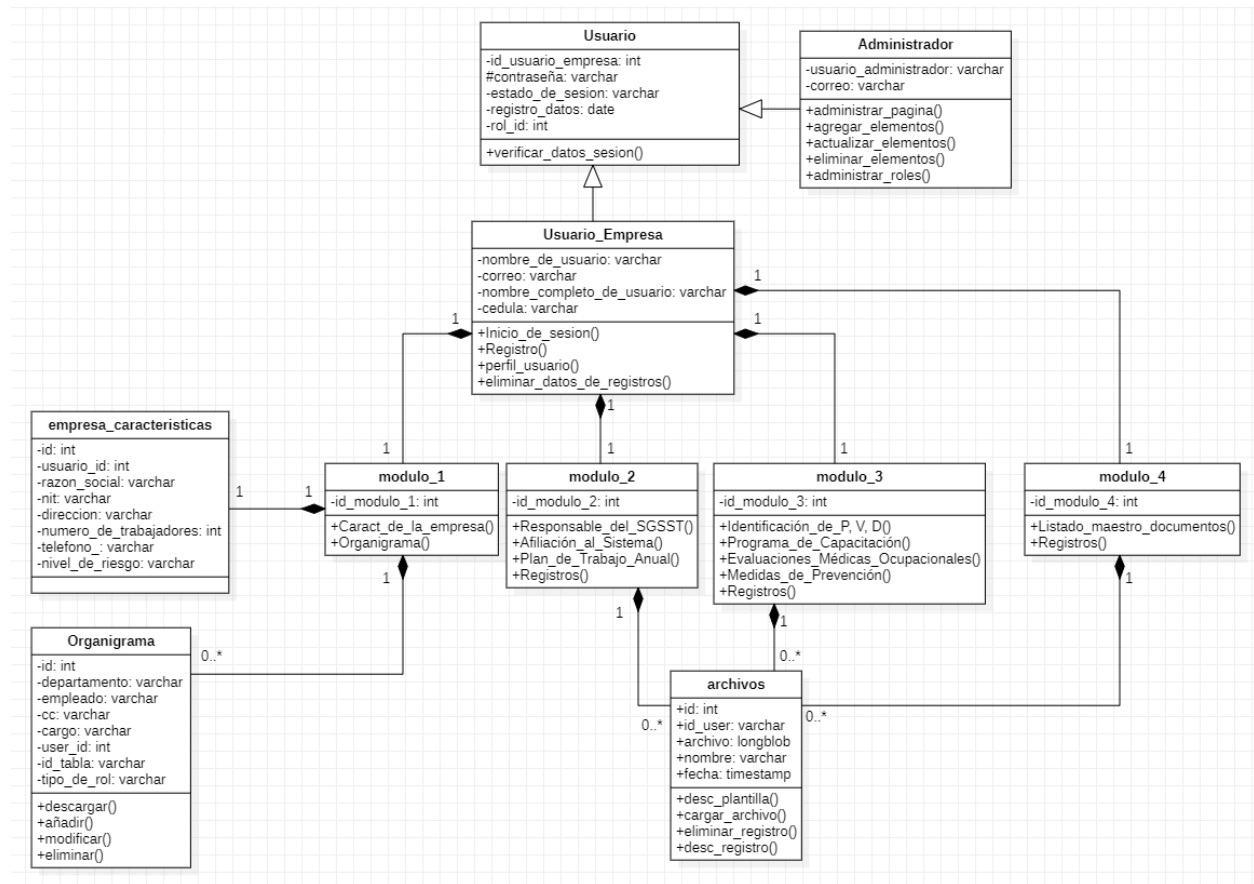 Usuario
-id_usuario_empresa: int
#contraseña: varchar
-estado_de_sesion: varchar
-registro_datos: date
-rol_id: int
+verificar_datos_sesion()
Administrador
-usuario_administrador: varchar
-correo: varchar
+administrar_pagina()
+agregar_elementos()
+actualizar_elementos()
+eliminar_elementos()
+administrar_roles()
Usuario_Empresa
-nombre_de_usuario: varchar
-correo: varchar
-nombre_completo_de_usuario: varchar
-cedula: varchar
+Inicio_de_sesion()
+Registro()
+perfil_usuario()
+eliminar_datos_de_registros()
1
1
1
1
1
1
1
1
empresa_caracteristicas
-id: int
-usuario_id: int
-razon_social: varchar
-nit: varchar
-direccion: varchar
-numero_de_trabajadores: int
-telefono_: varchar
-nivel_de_riesgo: varchar
1
1
modulo_1
-id_modulo_1: int
+Caract_de_la_empresa()
+Organigrama()
modulo_2
-id_modulo_2: int
+Responsable_del_SGSST()
+Afiliación_al_Sistema()
+Plan_de_Trabajo_Anual()
+Registros()
modulo_3
-id_modulo_3: int
+Identificación_de_P, V, D()
+Programa_de_Capacitación()
+Evaluaciones_Médicas_Ocupacionales()
+Medidas_de_Prevención()
+Registros()
modulo_4
-id_modulo_4: int
+Listado_maestro_documentos()
+Registros()
1
1
1
1
Organigrama
-id: int
-departamento: varchar
-empleado: varchar
-cc: varchar
-cargo: varchar
-user_id: int
-id_tabla: varchar
-tipo_de_rol: varchar
+descargar()
+añadir()
+modificar()
+eliminar()
0..*
0..*
0..*
0..*
archivos
+id: int
+id_user: varchar
+archivo: longblob
+nombre: varchar
+fecha: timestamp
+desc_plantilla()
+cargar_archivo()
+eliminar_registro()
+desc_registro()